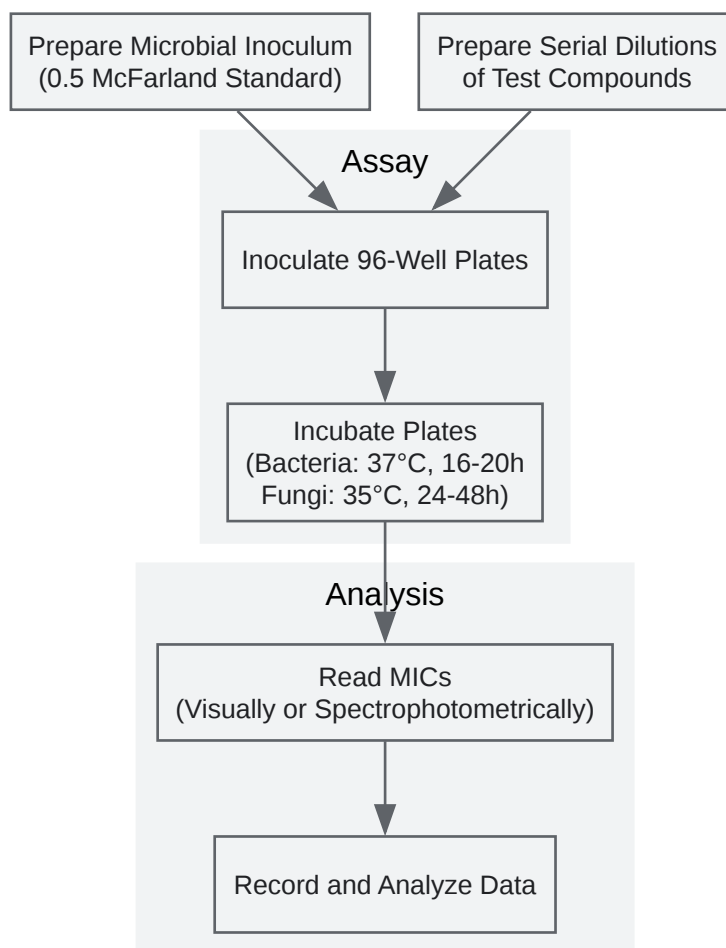 Prepare Microbial Inoculum
(0.5 McFarland Standard)
Prepare Serial Dilutions
of Test Compounds
Assay
Inoculate 96-Well Plates
Incubate Plates
(Bacteria: 37°C, 16-20h
Fungi: 35°C, 24-48h)
Analysis
Read MICs
(Visually or Spectrophotometrically)
Record and Analyze Data